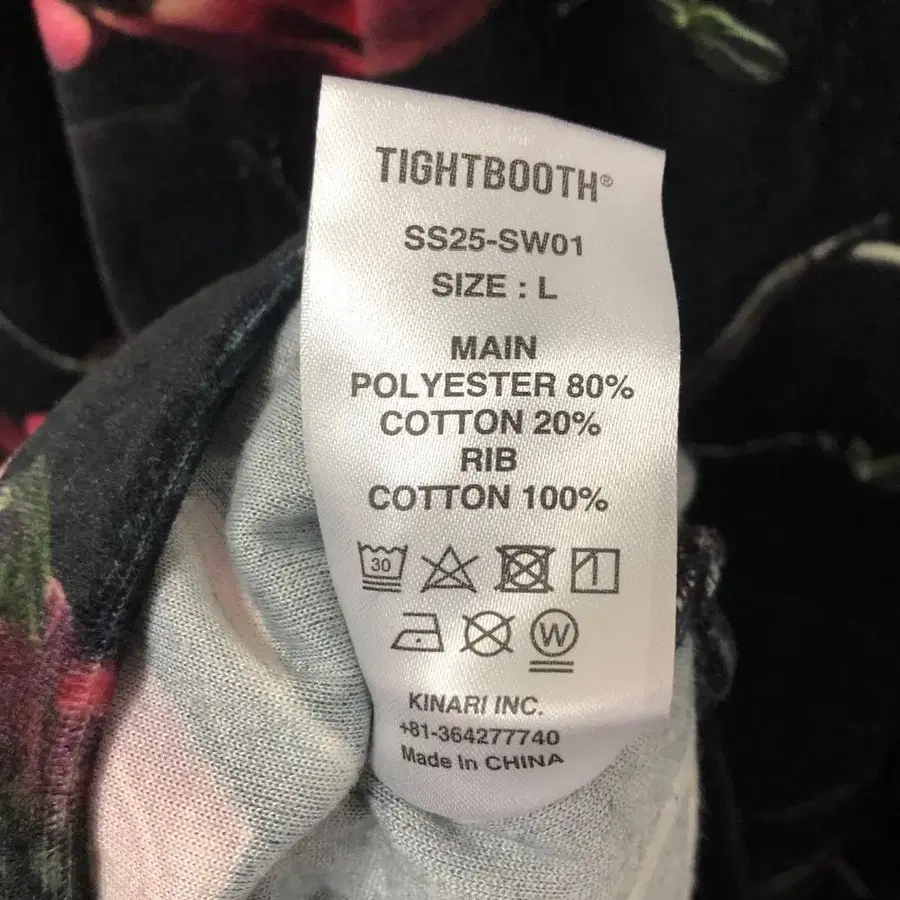 TIGHTBOOTH®
SS25-SW01
SIZE : L
MAIN
POLYESTER 80%
COTTON 20%
RIB
COTTON 100%
30
W
KINARI INC.
+81-364277740
Made In CHINA